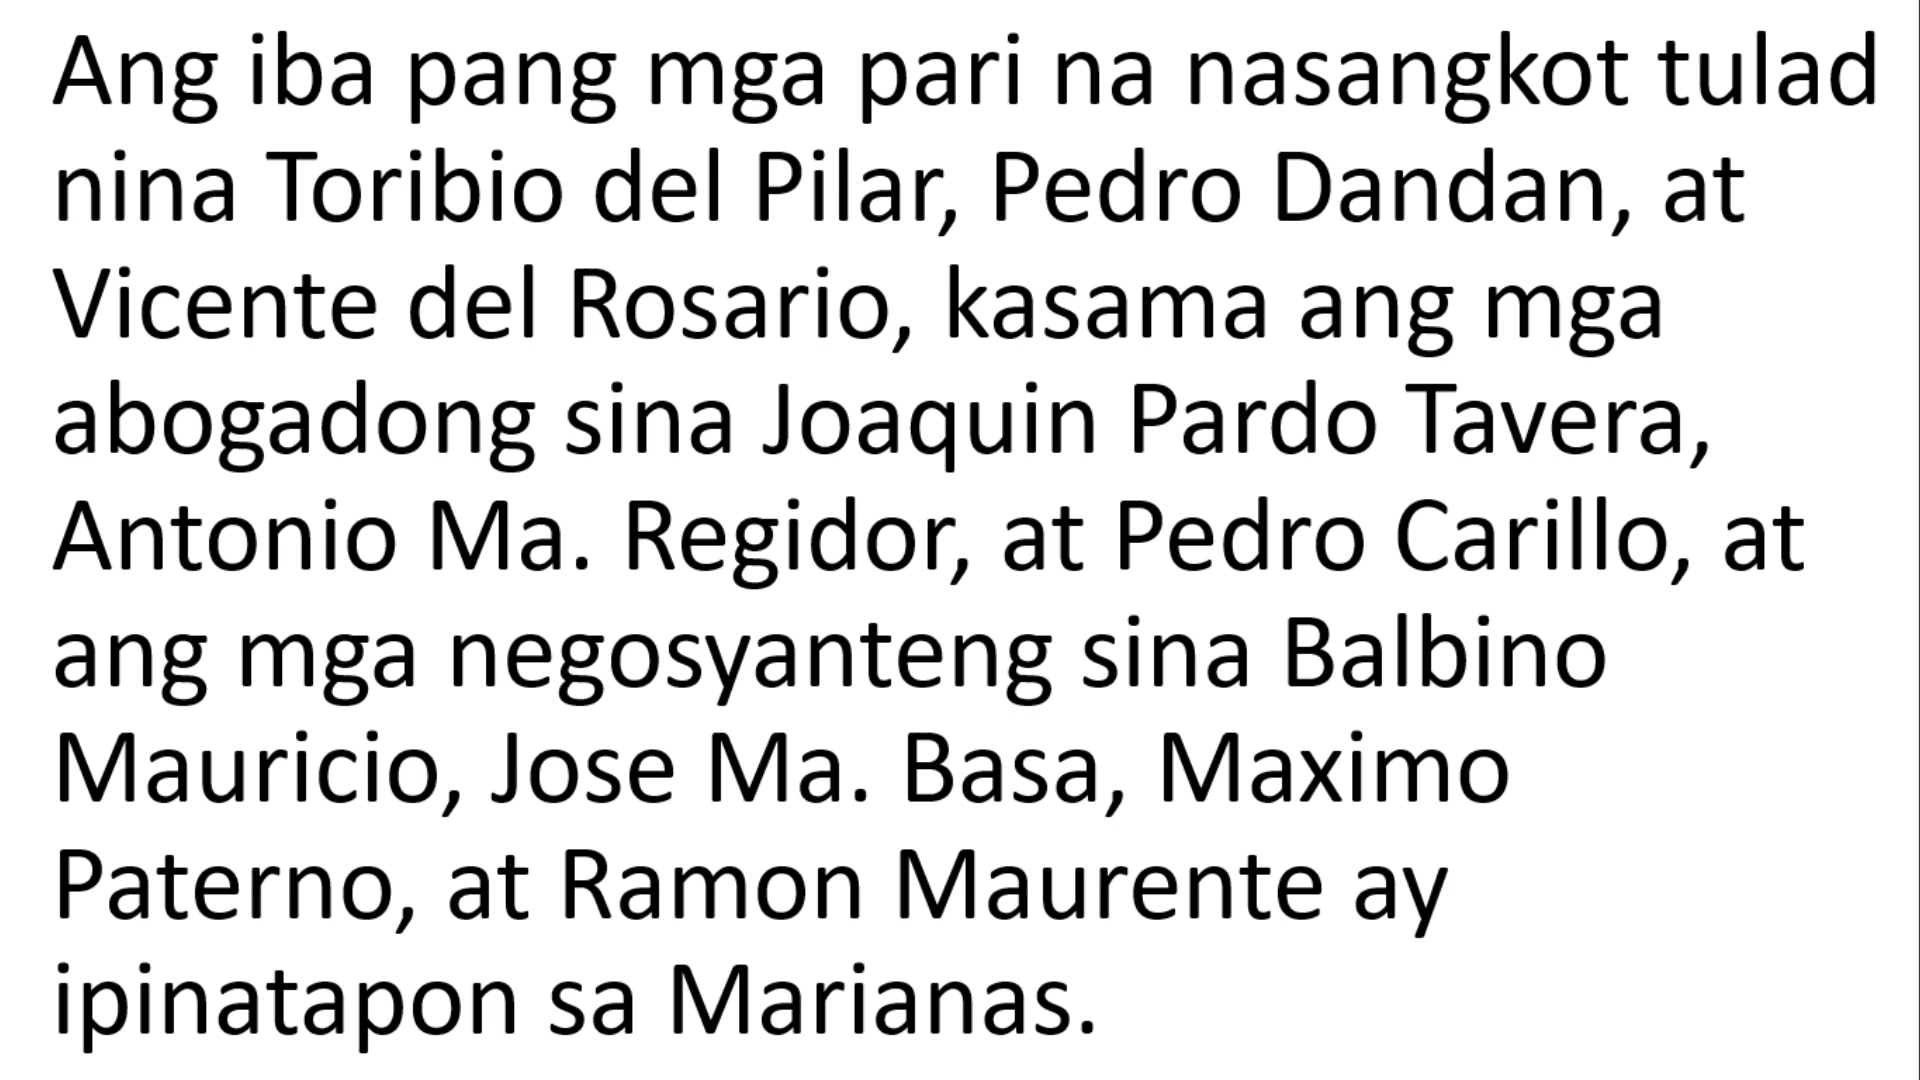 Ang iba pang mga pari na nasangkot tulad
nina Toribio del Pilar, Pedro Dandan, at
Vicente del Rosario, kasama ang mga
abogadong sina Joaquin Pardo Tavera,
Antonio Ma. Regidor, at Pedro Carillo, at
ang mga negosyanteng sina Balbino
Mauricio, Jose Ma. Basa, Maximo
Paterno, at Ramon Maurente ay
ipinatapon sa Marianas.